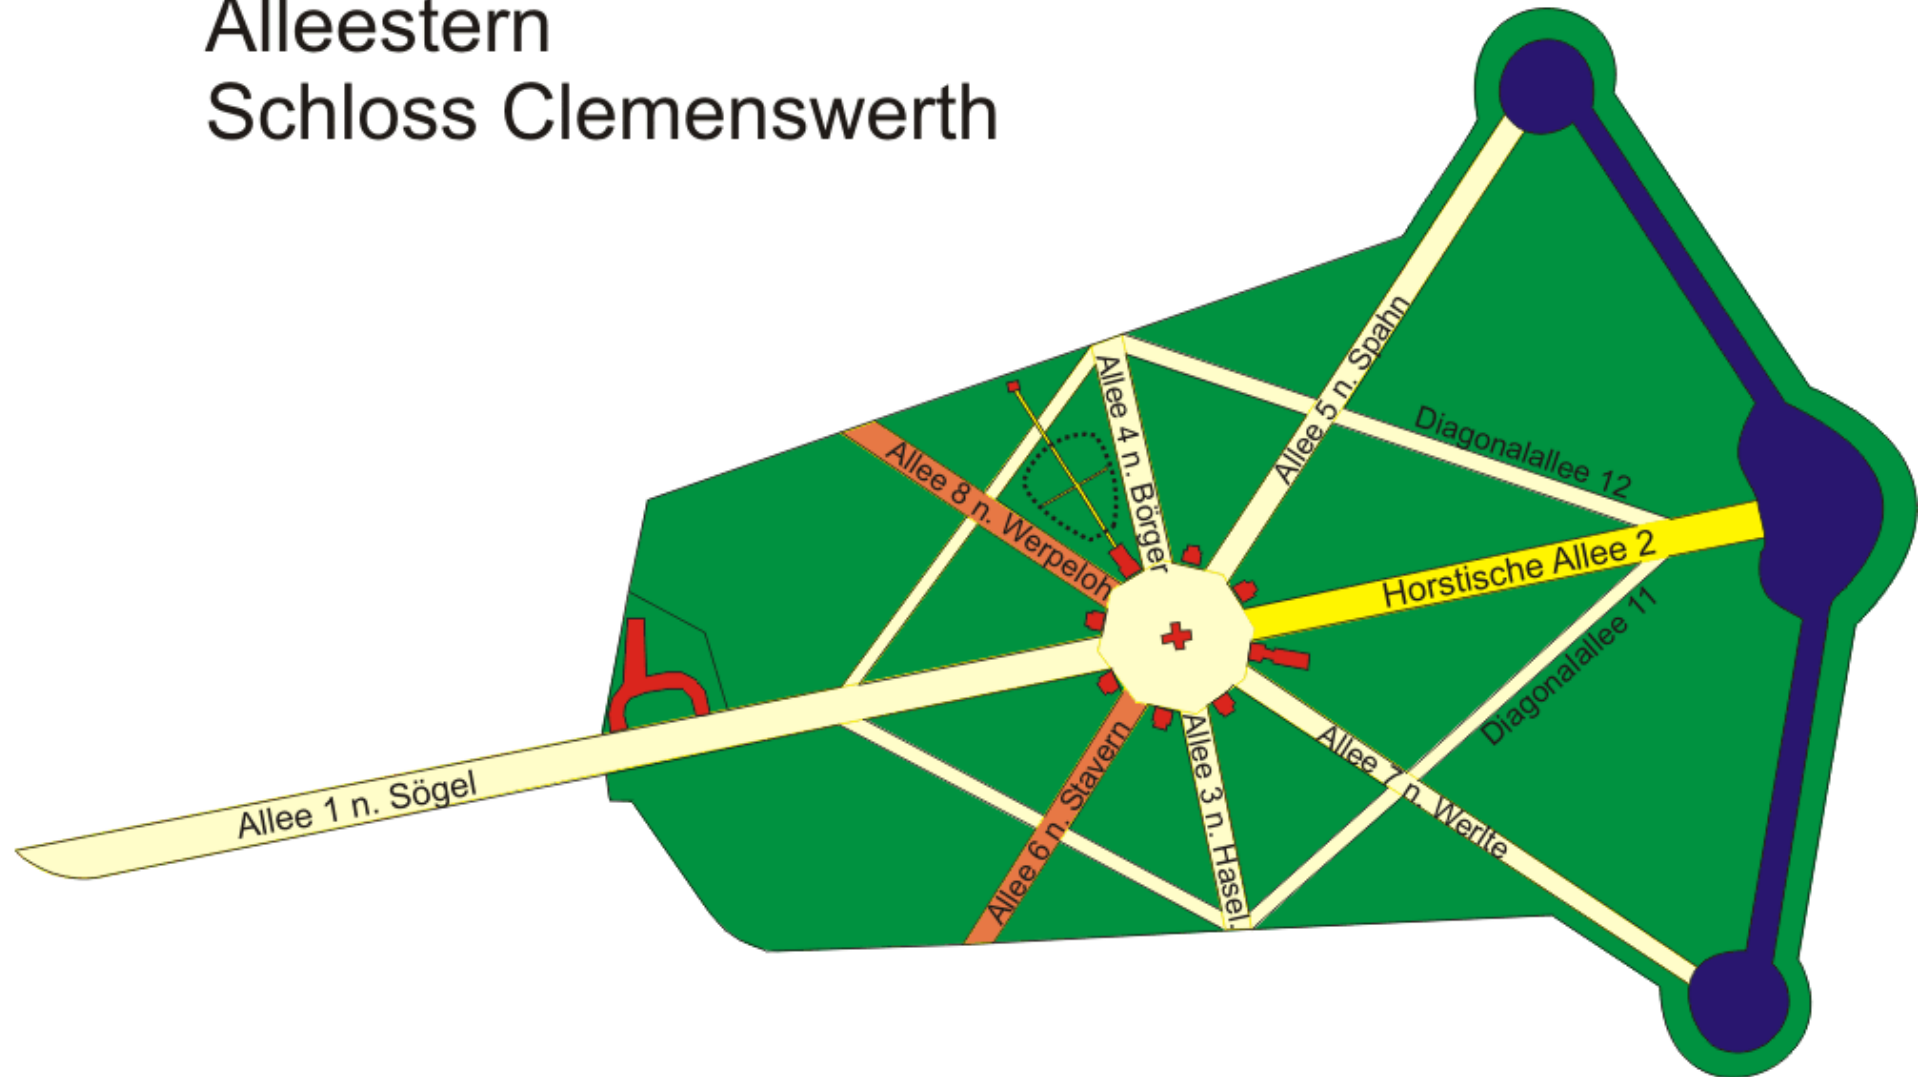 Alleestern
Schloss Clemenswerth
Allee 5 n. Spahn
Allee 4 n. Börger
Diagonalallee 12
Allee 8 n. Werpeloh
Horstische Allee 2
Diagonalallee 11
Allee 1 n. Sögel
Allee 6 n. Stavern
Allee 3 n. Hasel.
Allee 7 n. Werlte